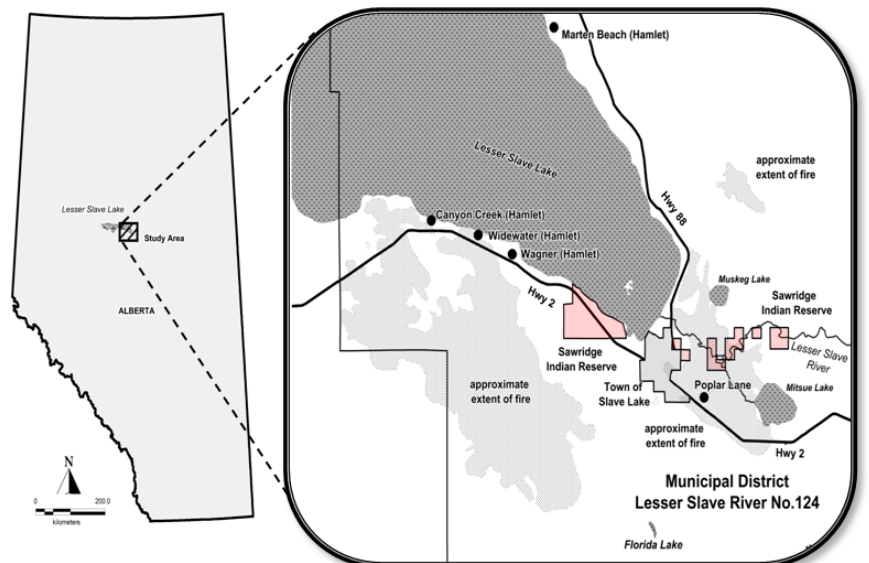 Lesser Slave Lake
Study Area
ALBERTA
N
0 200.0
kilometers
Marten Beach (Hamlet)
Lesser Slave Lake
approximate
extent of fire
Hwy 88
Canyon Creek (Hamlet)
Widewater (Hamlet)
Wagner (Hamlet)
Hwy 2
Muskeg Lake
Sawridge
Indian Reserve
Lesser Slave
River
Sawridge
Indian Reserve
Town of
Slave Lake
Poplar Lane
Mitsue Lake
approximate
extent of fire
approximate
extent of fire
Hwy 2
Municipal District
Lesser Slave River No.124
Florida Lake